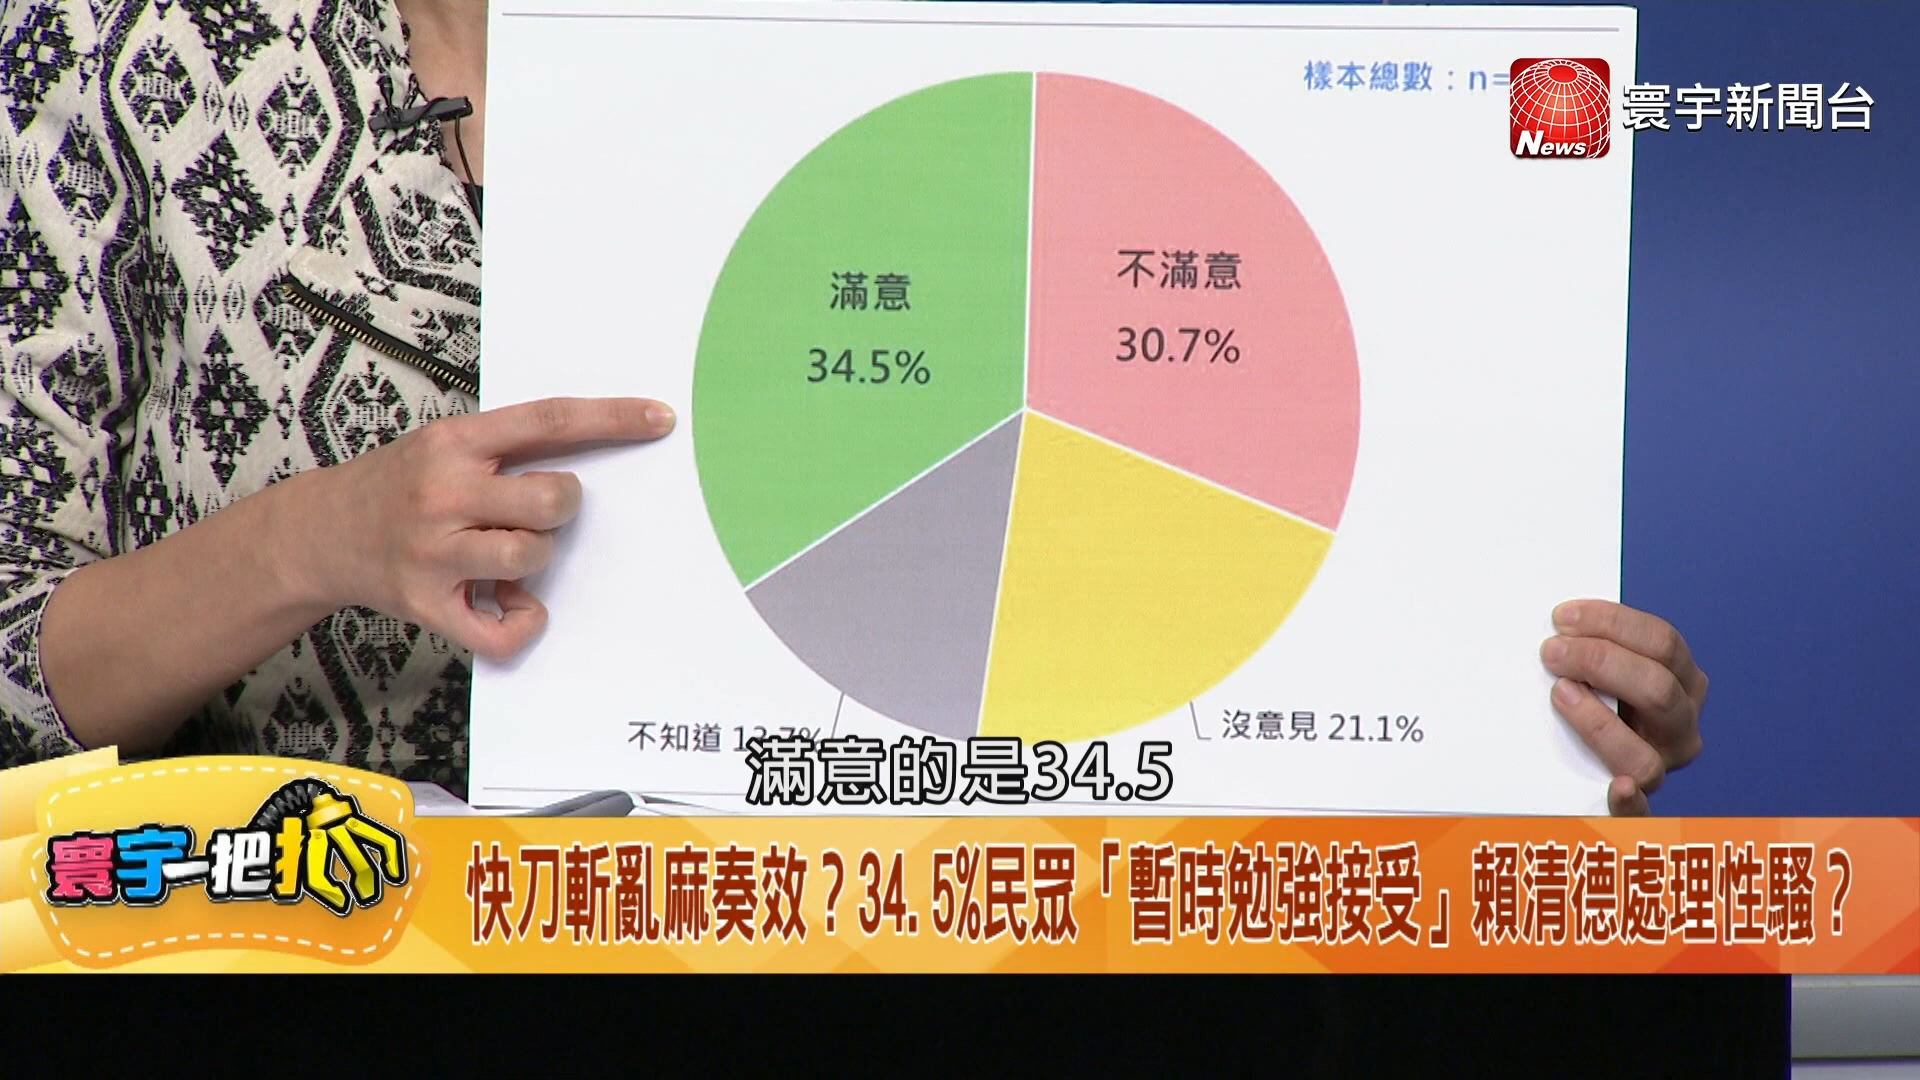 樣本總數：n=
News
寰宇新聞台
滿意
34.5%
不滿意
30.7%
不知道 13.7%
沒意見 21.1%
滿意的是34.5
寰宇一把抓
快刀斬亂麻奏效？34.5%民眾「暫時勉強接受」賴清德處理性騷？